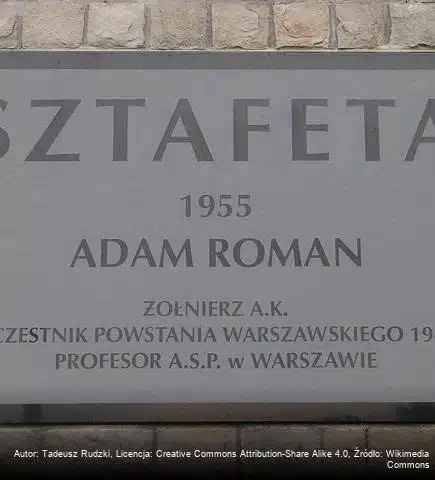 SZTAFETA
1955
ADAM ROMAN
ŻOŁNIERZ A.K.
CZESTNIK POWSTANIA WARSZAWSKIEGO 19
PROFESOR A.S.P. w WARSZAWIE
Autor: Tadeusz Rudzki, Licencja: Creative Commons Attribution-Share Alike 4.0, Źródło: Wikimedia
Commons